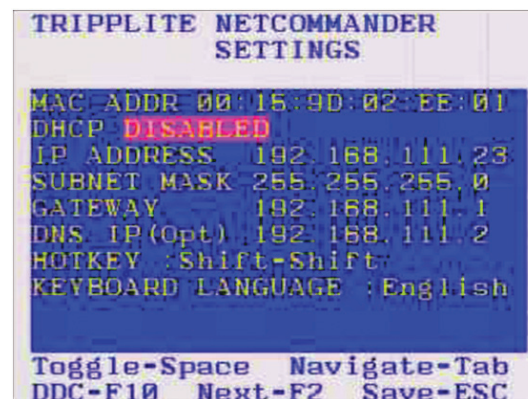 TRIPPLITE NETCOMMANDER
SETTINGS
MAC ADDR 00:15:9D:02:EE:01
DHCP DISABLED
IP ADDRESS 192.168.111.23
SUBNET MASK 255.255.255.0
GATEWAY 192.168.111.1
DNS IP(Opt) 192.168.111.2
HOTKEY :Shift-Shift
KEYBOARD LANGUAGE :English
Toggle-Space Navigate-Tab
DDC-F10 Next-F2 Save-ESC